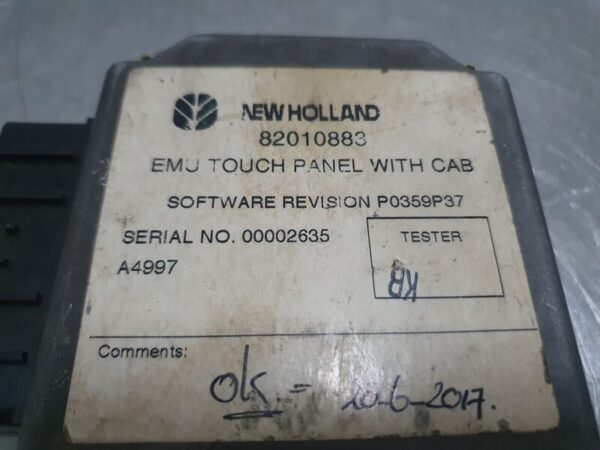 NEW HOLLAND
82010883
EMU TOUCH PANEL WITH CAB
SOFTWARE REVISION P0359P37
SERIAL NO. 00002635
TESTER
A4997
KB
Comments:
OK. = 20-6-2017.